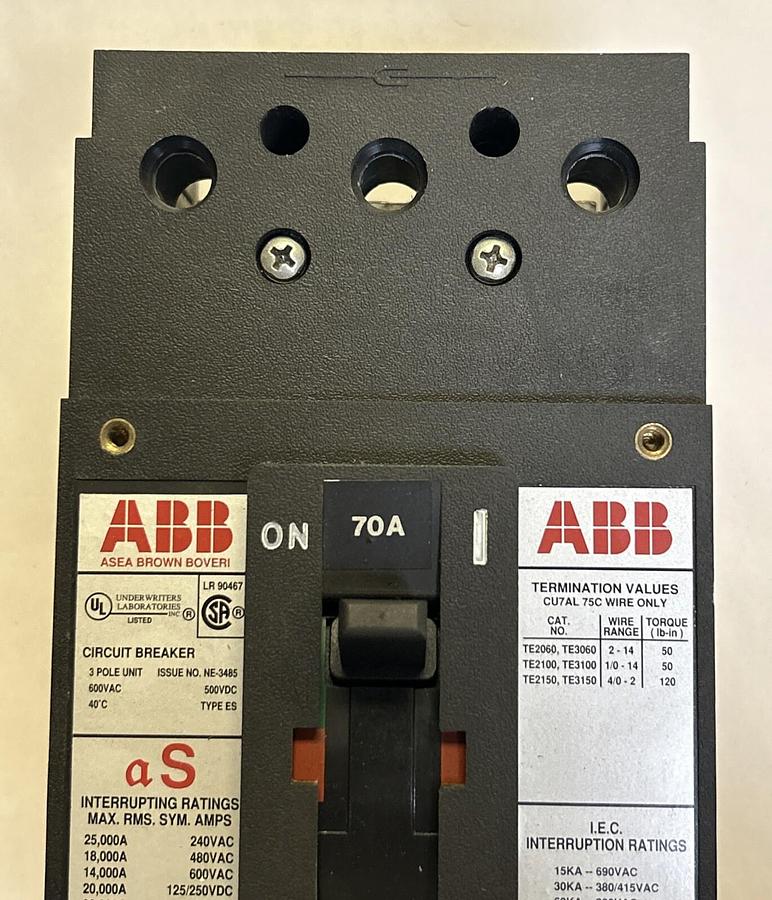 ABB
ASEA BROWN BOVERI
UL ® UNDERWRITERS LABORATORIES INC. ®
LISTED
LR 90467
SA ®
CIRCUIT BREAKER
3 POLE UNIT ISSUE NO. NE-3485
600VAC 500VDC
40°C TYPE ES
aS
INTERRUPTING RATINGS
MAX. RMS. SYM. AMPS
25,000A 240VAC
18,000A 480VAC
14,000A 600VAC
20,000A 125/250VDC
ON
70A
I
ABB
TERMINATION VALUES
CU7AL 75C WIRE ONLY
CAT. NO. WIRE RANGE TORQUE (lb-in)
TE2060, TE3060 2 - 14 50
TE2100, TE3100 1/0 - 14 50
TE2150, TE3150 4/0 - 2 120
I.E.C.
INTERRUPTION RATINGS
15KA -- 690VAC
30KA -- 380/415VAC